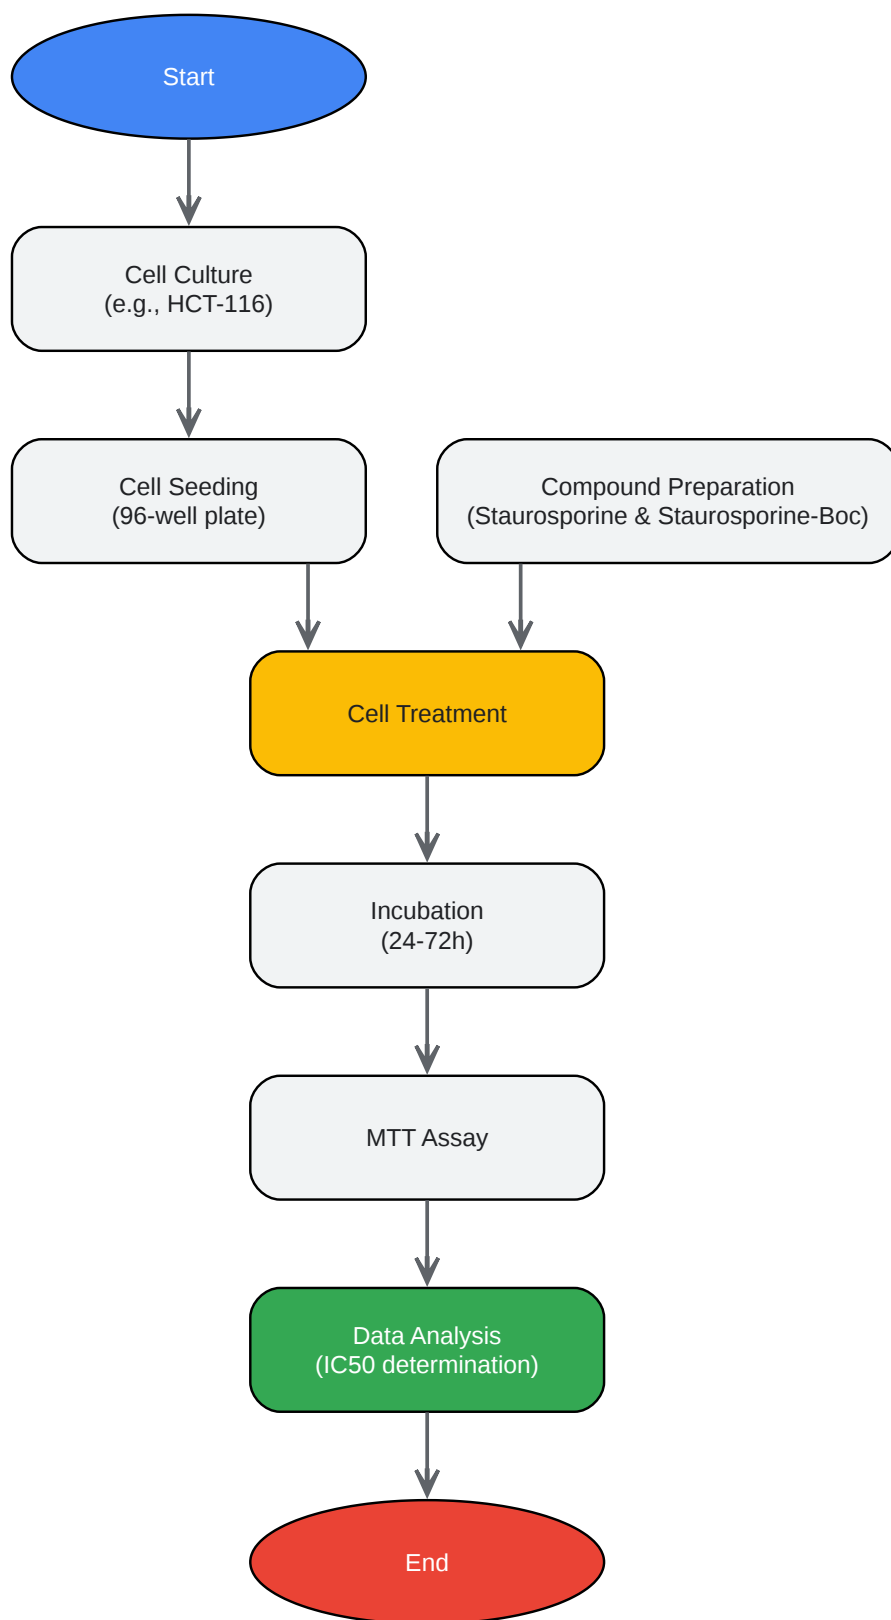 Start
Cell Culture
(e.g., HCT-116)
Cell Seeding
(96-well plate)
Compound Preparation
(Staurosporine & Staurosporine-Boc)
Cell Treatment
Incubation
(24-72h)
MTT Assay
Data Analysis
(IC50 determination)
End